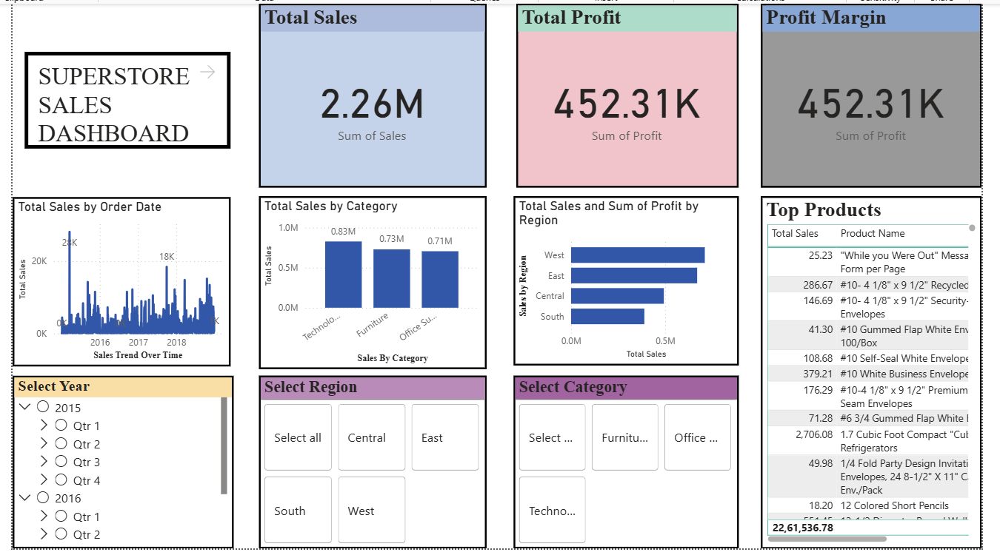 SUPERSTORE
SALES
DASHBOARD
Total Sales
2.26M
Sum of Sales
Total Profit
452.31K
Sum of Profit
Profit Margin
452.31K
Sum of Profit
Total Sales by Order Date
Total Sales
20K
0K
28K
18K
0K
2016
2017
2018
Sales Trend Over Time
Total Sales by Category
Total Sales
1.0M
0.5M
0.0M
0.83M
0.73M
0.71M
Technolo...
Furniture
Office Su...
Sales By Category
Total Sales and Sum of Profit by
Region
Sales by Region
West
East
Central
South
0.0M
0.5M
Total Sales
Top Products
Total Sales Product Name
25.23 "While you Were Out" Messa
Form per Page
286.67 #10- 4 1/8" x 9 1/2" Recycled
146.69 #10- 4 1/8" x 9 1/2" Security-
Envelopes
41.30 #10 Gummed Flap White Env
100/Box
108.68 #10 Self-Seal White Envelope
379.21 #10 White Business Envelope
176.29 #10-4 1/8" x 9 1/2" Premium
Seam Envelopes
71.28 #6 3/4 Gummed Flap White
2,706.08 1.7 Cubic Foot Compact "Cub
Refrigerators
49.98 1/4 Fold Party Design Invitati
Envelopes, 24 8-1/2" X 11" C
Env./Pack
18.20 12 Colored Short Pencils
22,61,536.78
Select Year
2015
Qtr 1
Qtr 2
Qtr 3
Qtr 4
2016
Qtr 1
Qtr 2
Select Region
Select all
Central
East
South
West
Select Category
Select ...
Furnitu...
Office ...
Techno...